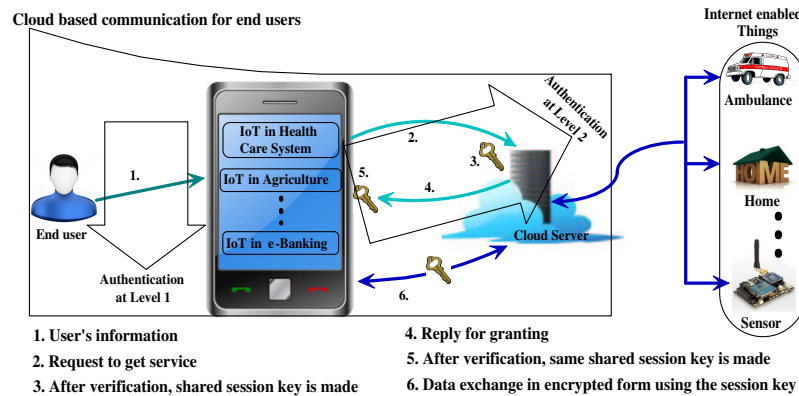 Cloud based communication for end users
Internet enabled
Things
Authentication
at Level 2
IoT in Health
Care System
IoT in Agriculture
IoT in e-Banking
1.
2.
3.
4.
5.
6.
End user
Authentication
at Level 1
Cloud Server
Ambulance
HOME
Home
Sensor
1. User's information
2. Request to get service
3. After verification, shared session key is made
4. Reply for granting
5. After verification, same shared session key is made
6. Data exchange in encrypted form using the session key